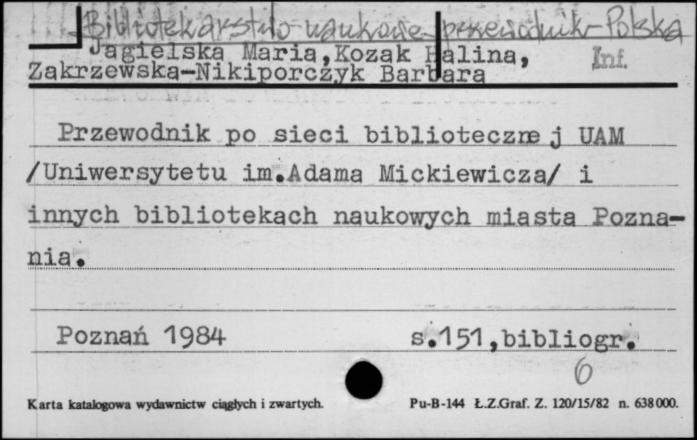 Bibliotekarstwo naukowe - przewodnik - Polska
Jagielska Maria, Kozak Halina, Inf.
Zakrzewska-Nikiporczyk Barbara
Przewodnik po sieci bibliotecznej UAM
/Uniwersytetu im.Adama Mickiewicza/ i
innych bibliotekach naukowych miasta Pozna-
nia.
Poznań 1984 s.151,bibliogr.
6
Karta katalogowa wydawnictw ciągłych i zwartych. Pu-B-144 Ł.Z.Graf. Z. 120/15/82 n. 638000.